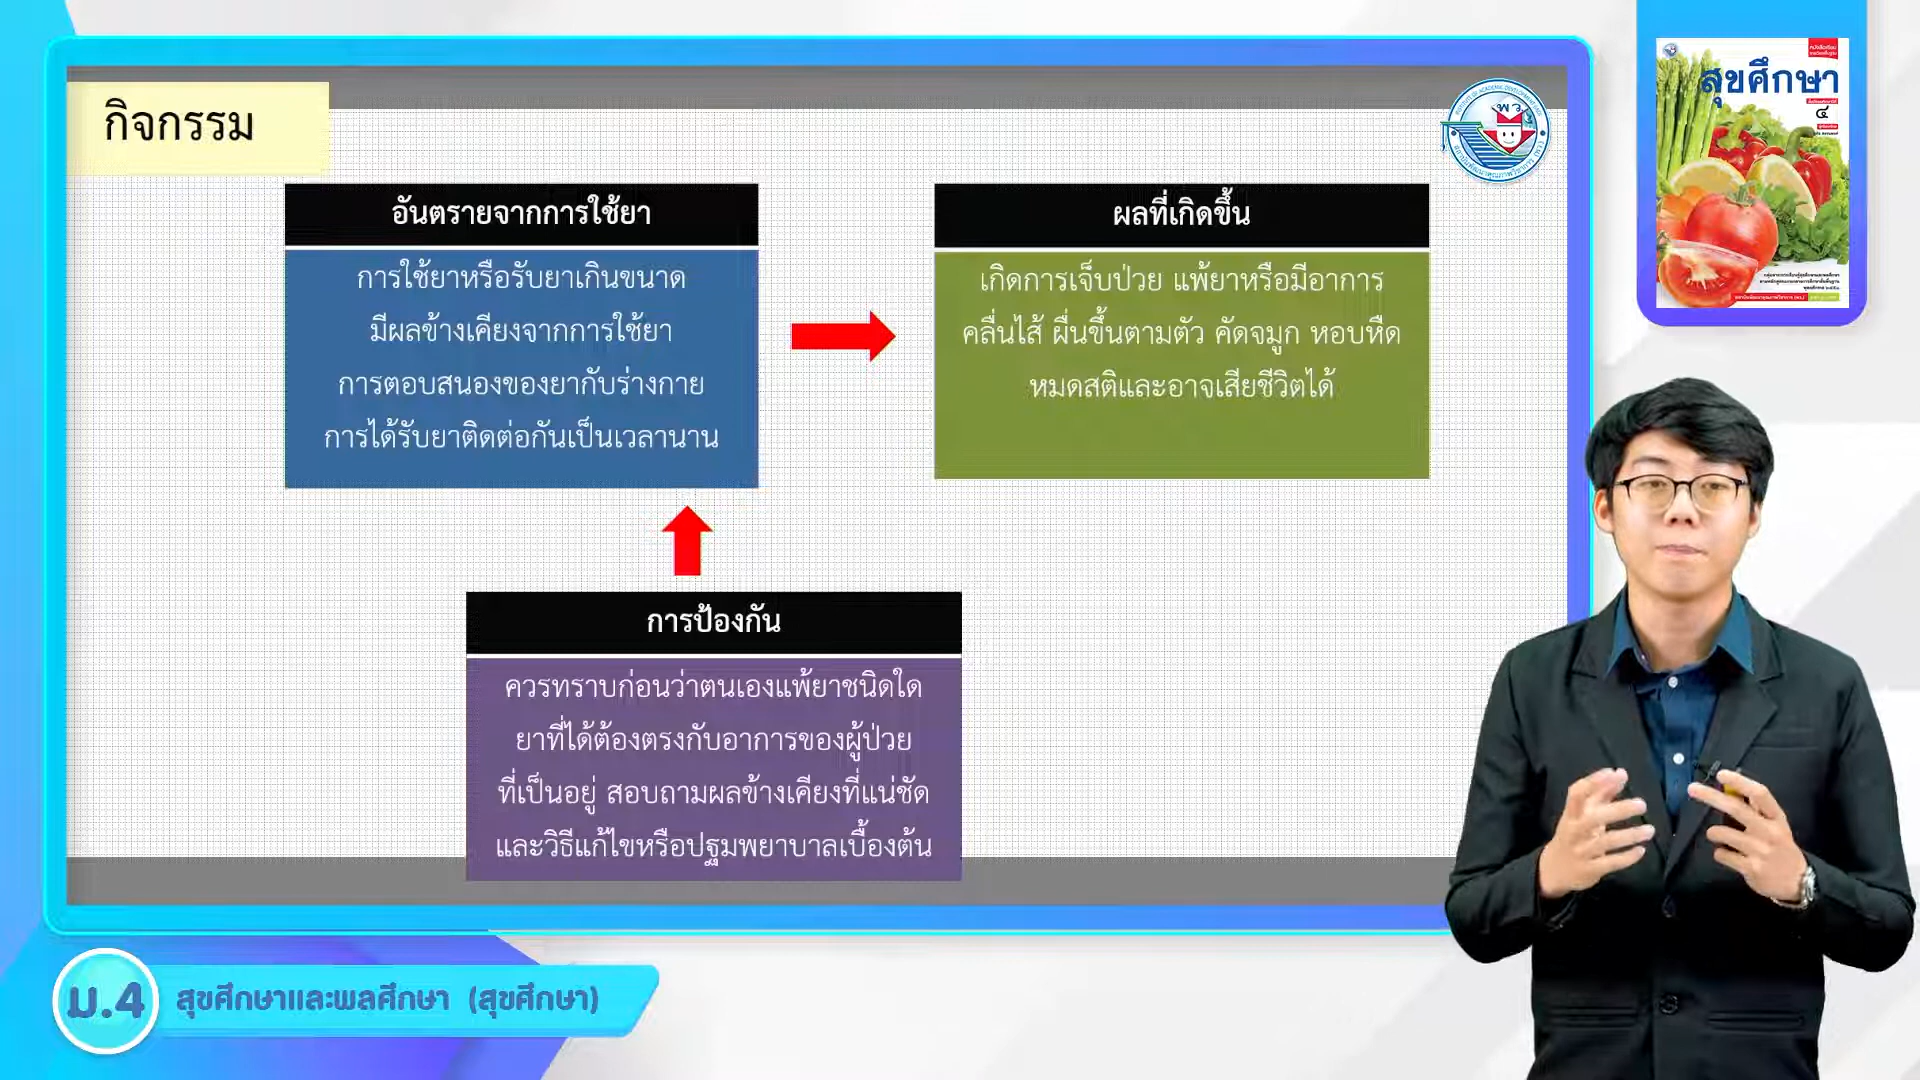 กิจกรรม
อันตรายจากการใช้ยา
การใช้ยาหรือรับยาเกินขนาด
มีผลข้างเคียงจากการใช้ยา
การตอบสนองของยากับร่างกาย
การได้รับยาติดต่อกันเป็นเวลานาน
ผลที่เกิดขึ้น
เกิดการเจ็บป่วย แพ้ยาหรือมีอาการ
คลื่นไส้ ผื่นขึ้นตามตัว คัดจมูก หอบหืด
หมดสติและอาจเสียชีวิตได้
การป้องกัน
ควรทราบก่อนว่าตนเองแพ้ยาชนิดใด
ยาที่ได้ต้องตรงกับอาการของผู้ป่วย
ที่เป็นอยู่ สอบถามผลข้างเคียงที่แน่ชัด
และวิธีแก้ไขหรือปฐมพยาบาลเบื้องต้น
พว
สุขศึกษา
๔
ม.4 สุขศึกษาและพลศึกษา (สุขศึกษา)